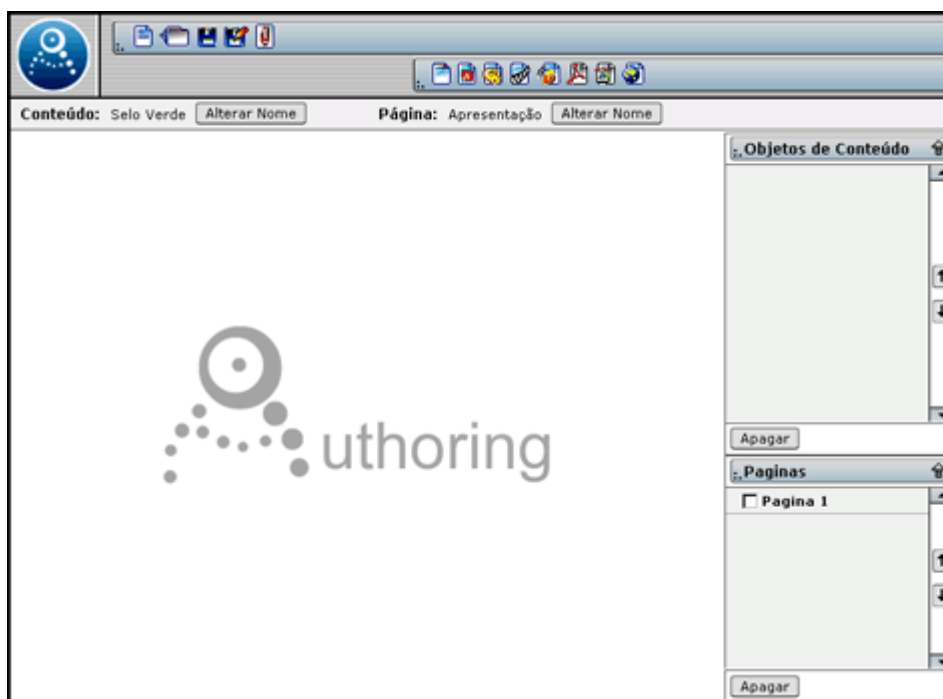 Conteúdo: Selo Verde Alterar Nome Página: Apresentação Alterar Nome
Objetos de Conteúdo
uthoring
Apagar
Paginas
Pagina 1
Apagar